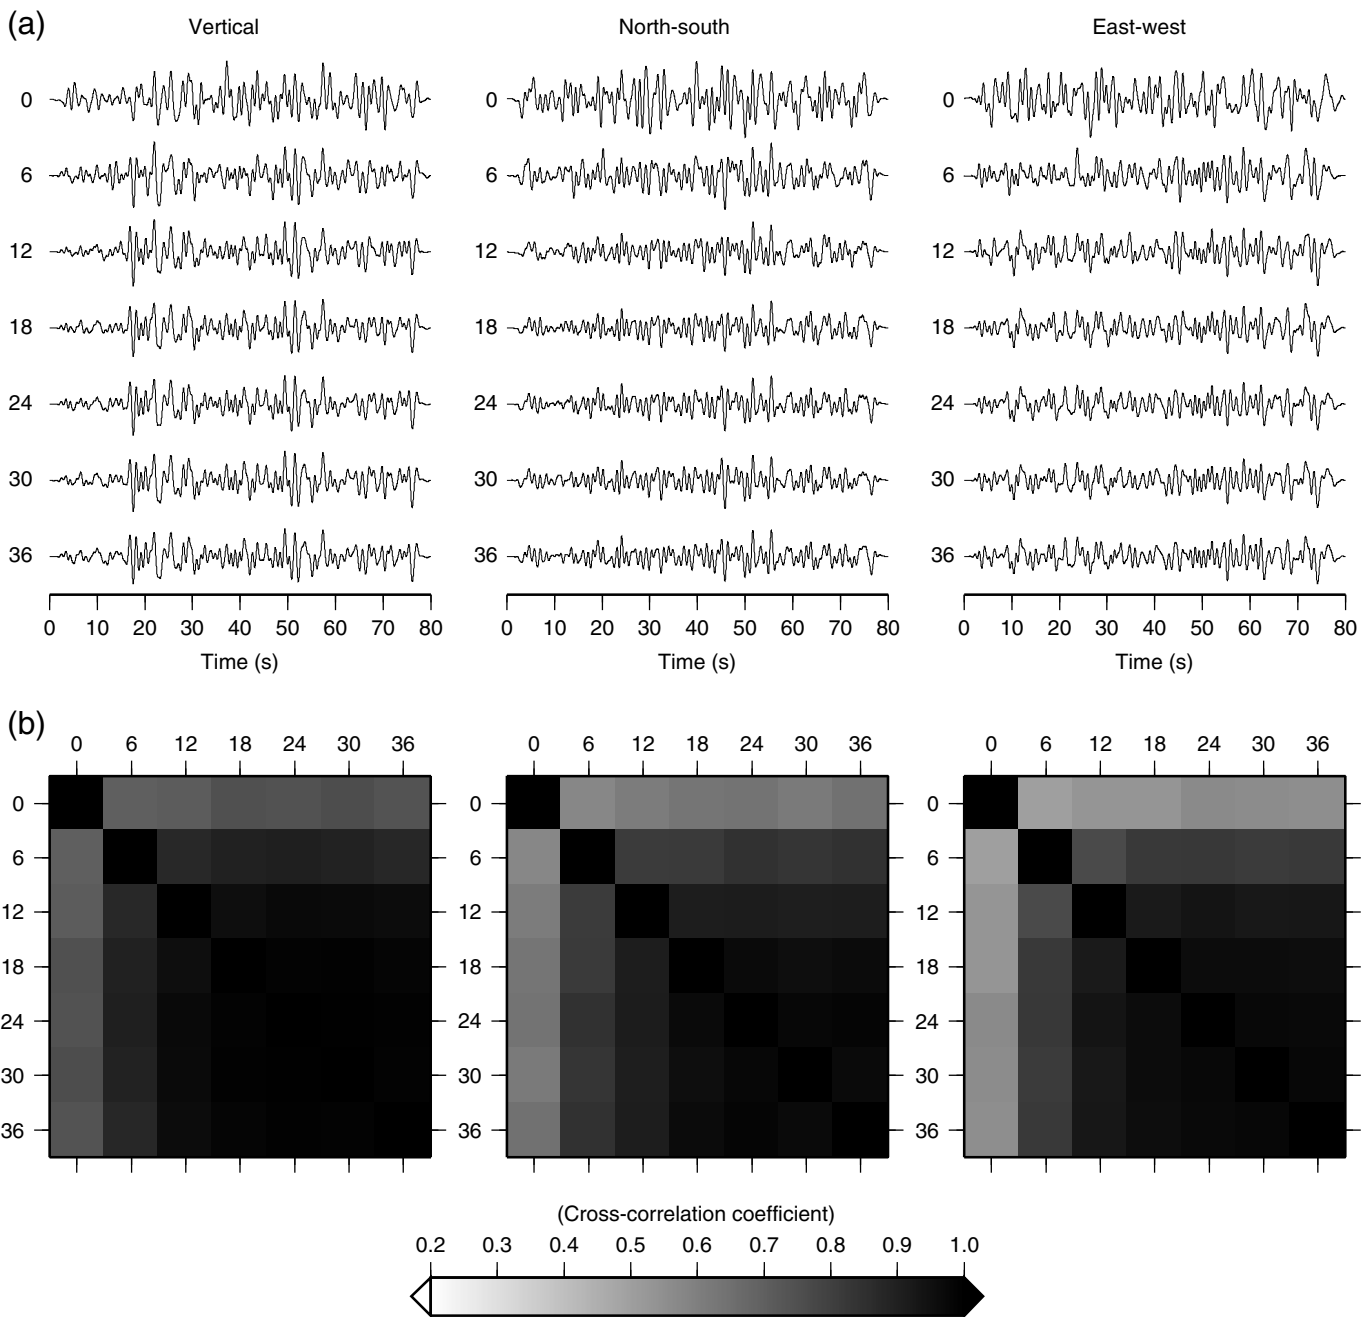 (a)
Vertical North-south East-west
0 0 0
6 6 6
12 12 12
18 18 18
24 24 24
30 30 30
36 36 36
0 10 20 30 40 50 60 70 80 0 10 20 30 40 50 60 70 80 0 10 20 30 40 50 60 70 80
Time (s) Time (s) Time (s)
(b)
0 6 12 18 24 30 36 0 6 12 18 24 30 36 0 6 12 18 24 30 36
0 0 0
6 6 6
12 12 12
18 18 18
24 24 24
30 30 30
36 36 36
(Cross-correlation coefficient)
0.2 0.3 0.4 0.5 0.6 0.7 0.8 0.9 1.0